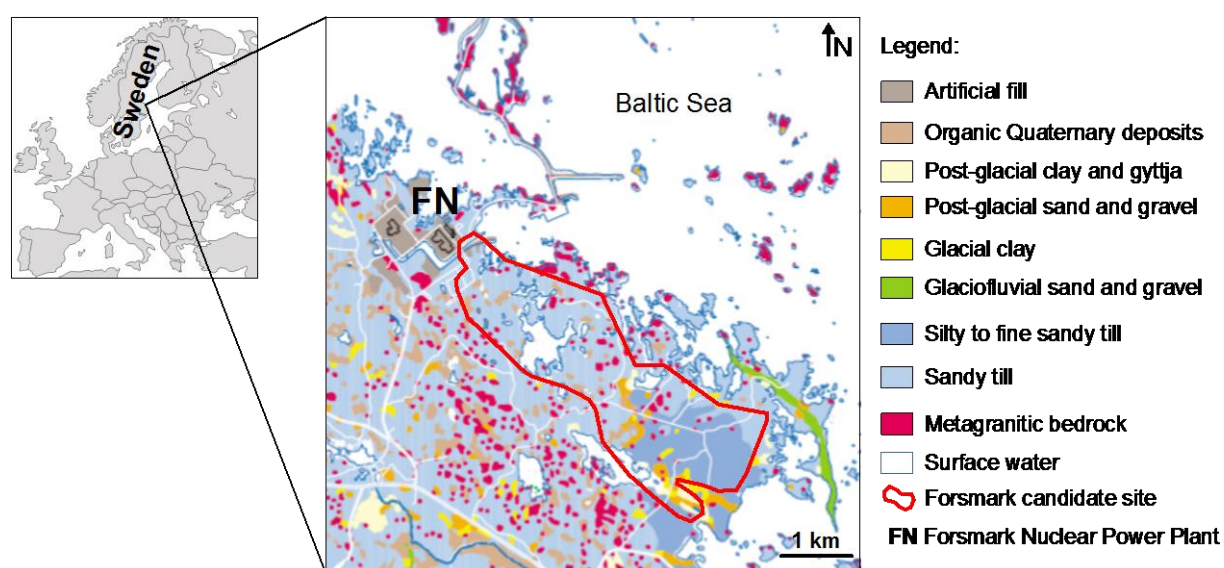 Sweden
N
Baltic Sea
FN
1 km
Legend:
Artificial fill
Organic Quaternary deposits
Post-glacial clay and gyttja
Post-glacial sand and gravel
Glacial clay
Glaciofluvial sand and gravel
Silty to fine sandy till
Sandy till
Metagranitic bedrock
Surface water
Forsmark candidate site
FN Forsmark Nuclear Power Plant